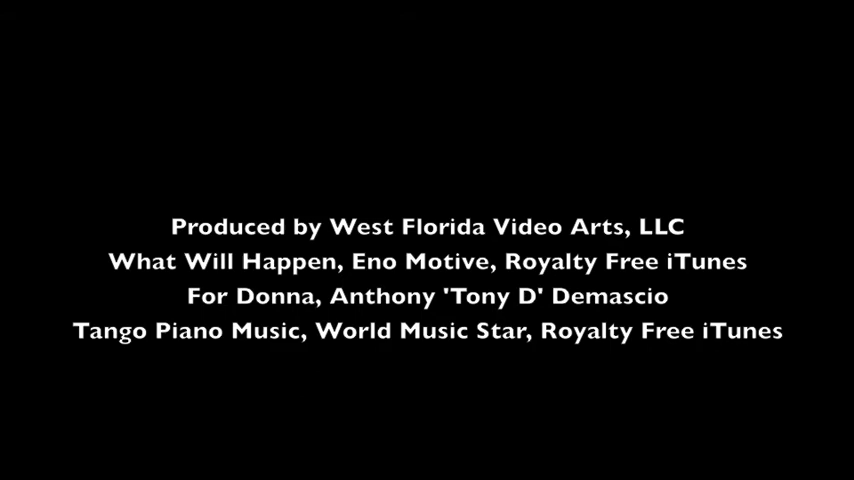 Produced by West Florida Video Arts, LLC
What Will Happen, Eno Motive, Royalty Free iTunes
For Donna, Anthony 'Tony D' Demascio
Tango Piano Music, World Music Star, Royalty Free iTunes